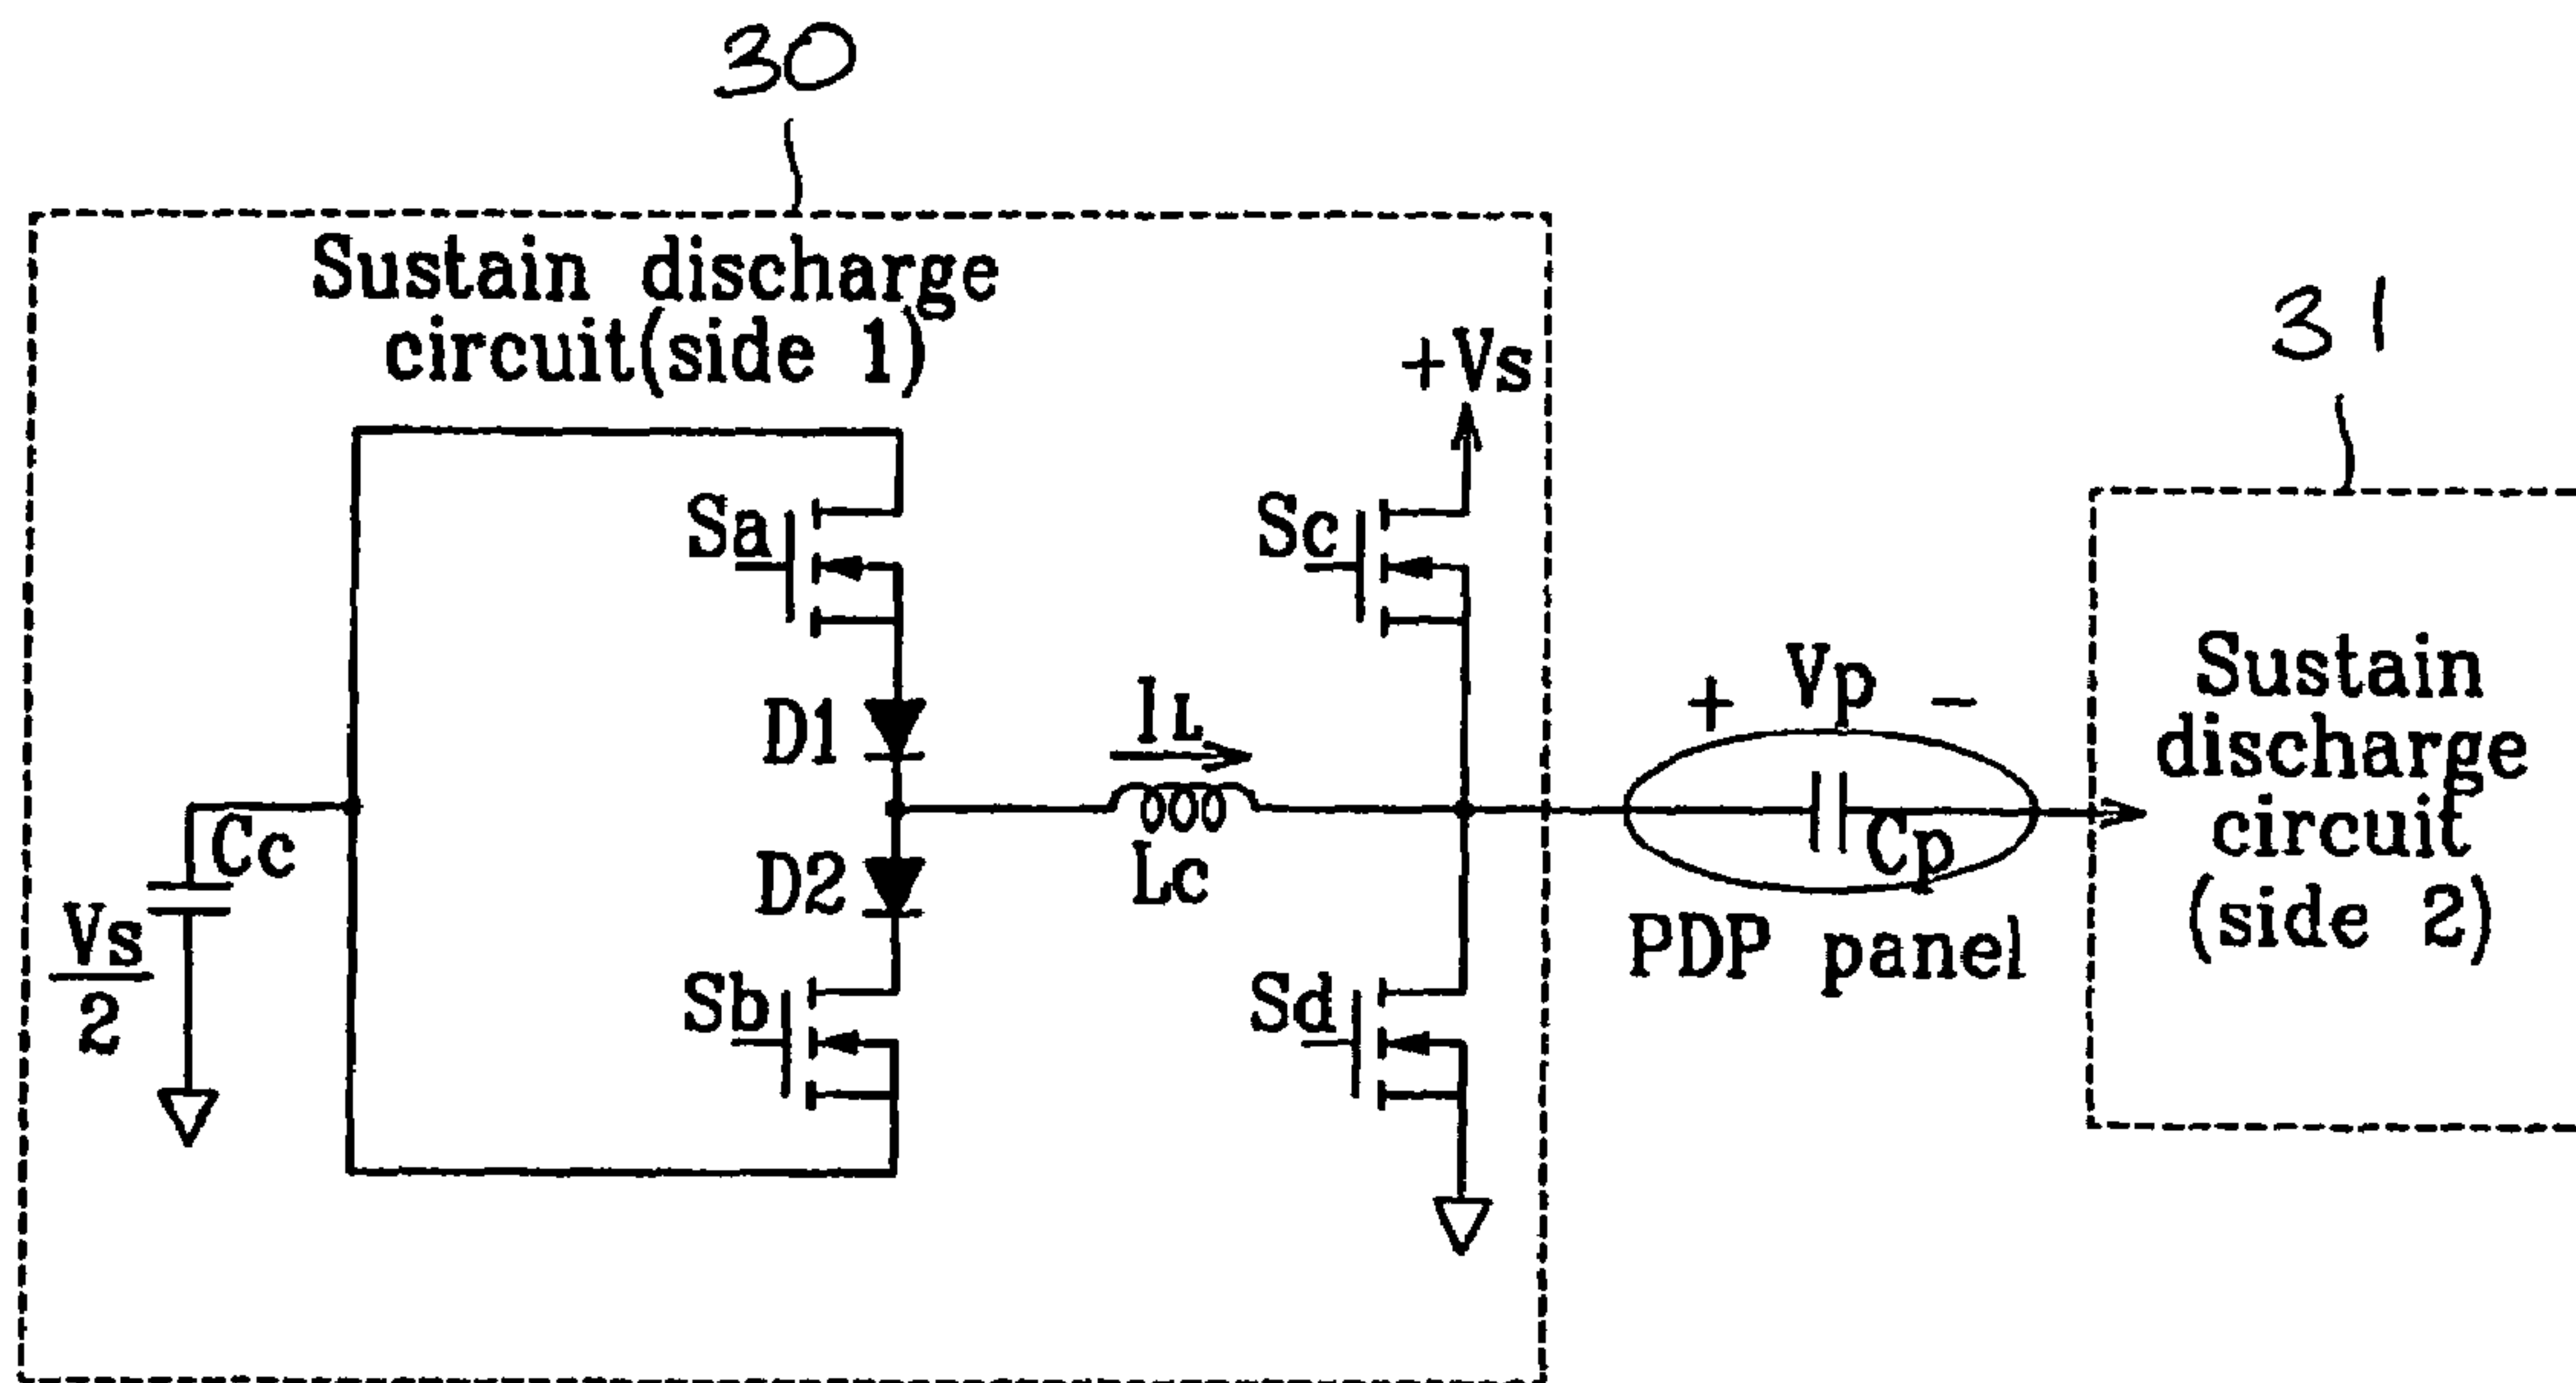 30
Sustain discharge
circuit(side 1)
+Vs
31
Sa
Sc
D1
IL
+ Vp -
Sustain
discharge
circuit
(side 2)
Cc
D2
Lc
Cp
Vs
2
PDP panel
Sb
Sd